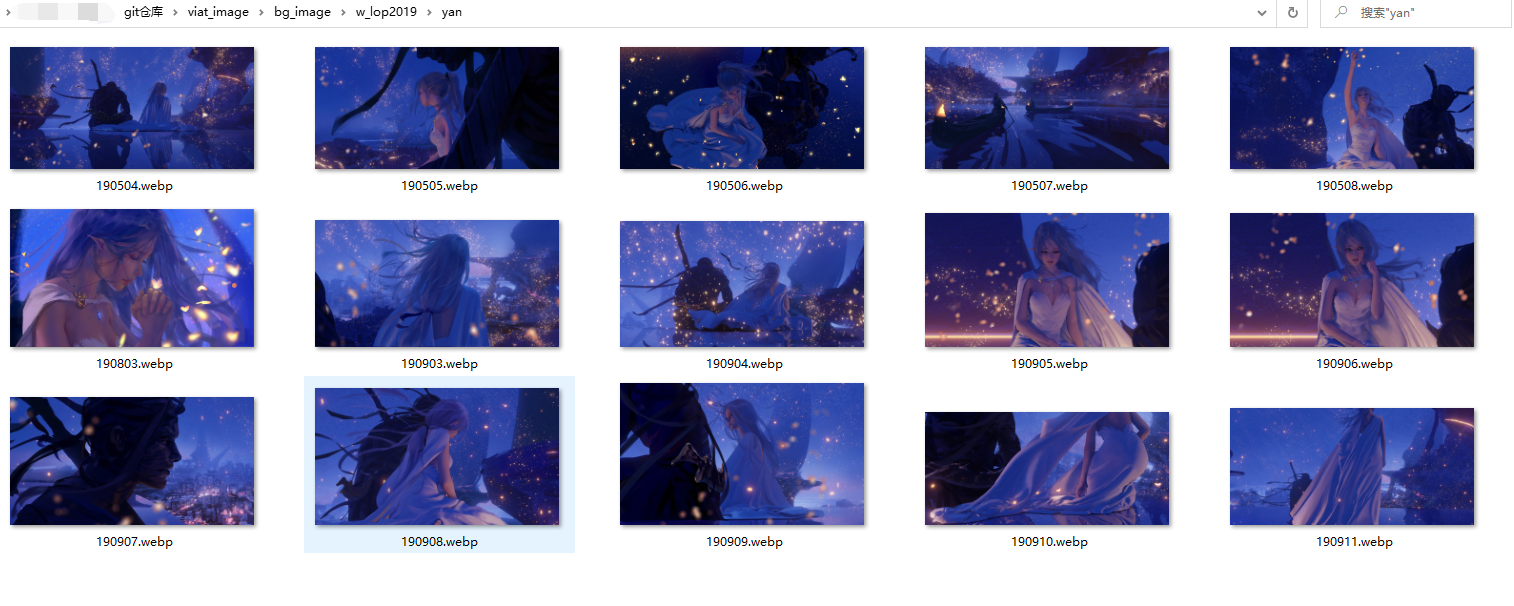 git仓库 › viat_image › bg_image › w_lop2019 › yan 搜索"yan"
190504.webp 190505.webp 190506.webp 190507.webp 190508.webp
190803.webp 190903.webp 190904.webp 190905.webp 190906.webp
190907.webp 190908.webp 190909.webp 190910.webp 190911.webp